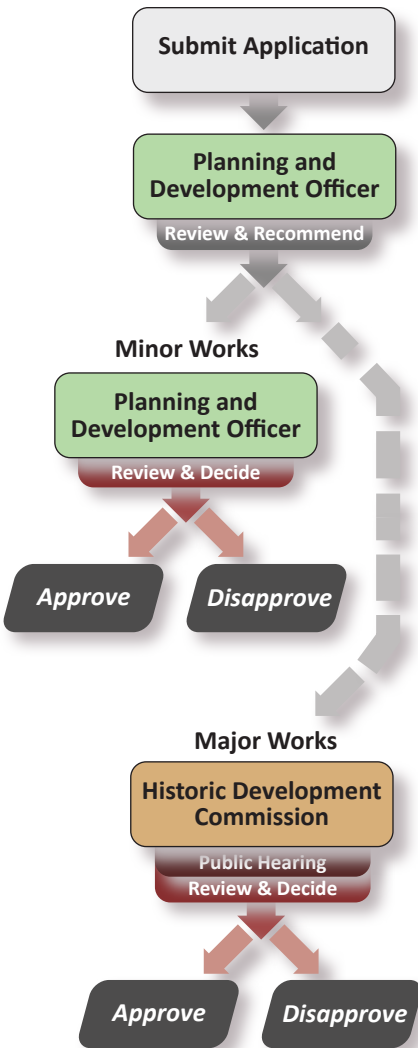 Submit Application
Planning and
Development Officer
Review & Recommend
Minor Works
Planning and
Development Officer
Review & Decide
Approve
Disapprove
Major Works
Historic Development
Commission
Public Hearing
Review & Decide
Approve
Disapprove